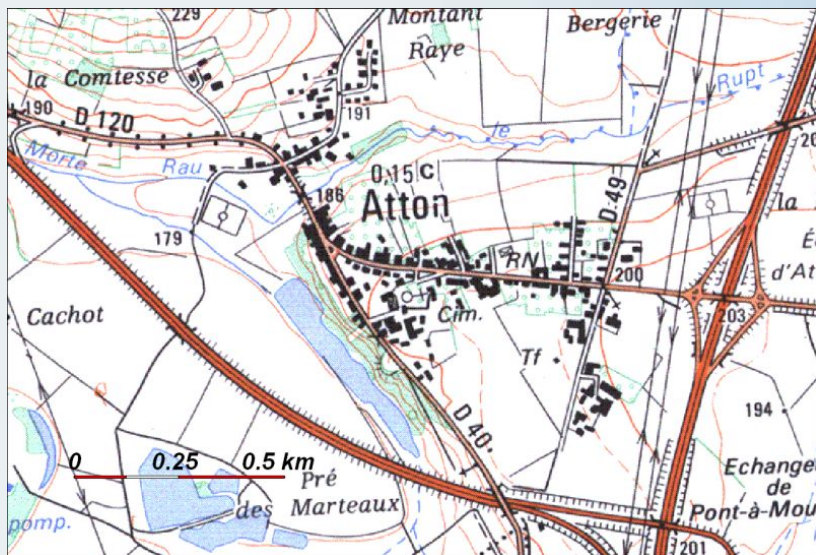 229
Montant
Bergerie
la Comtesse
Raye
190
D 120
191
le
Rupt
Morte
Rau
0,15 C
186
Atton
D 49
la
179
RN
200
d'At
Cachot
Cim.
203
Tf
194
D 40
0 0.25 0.5 km
Pré
des Marteaux
Echange
de
Pont-à-Mou
pomp.
201